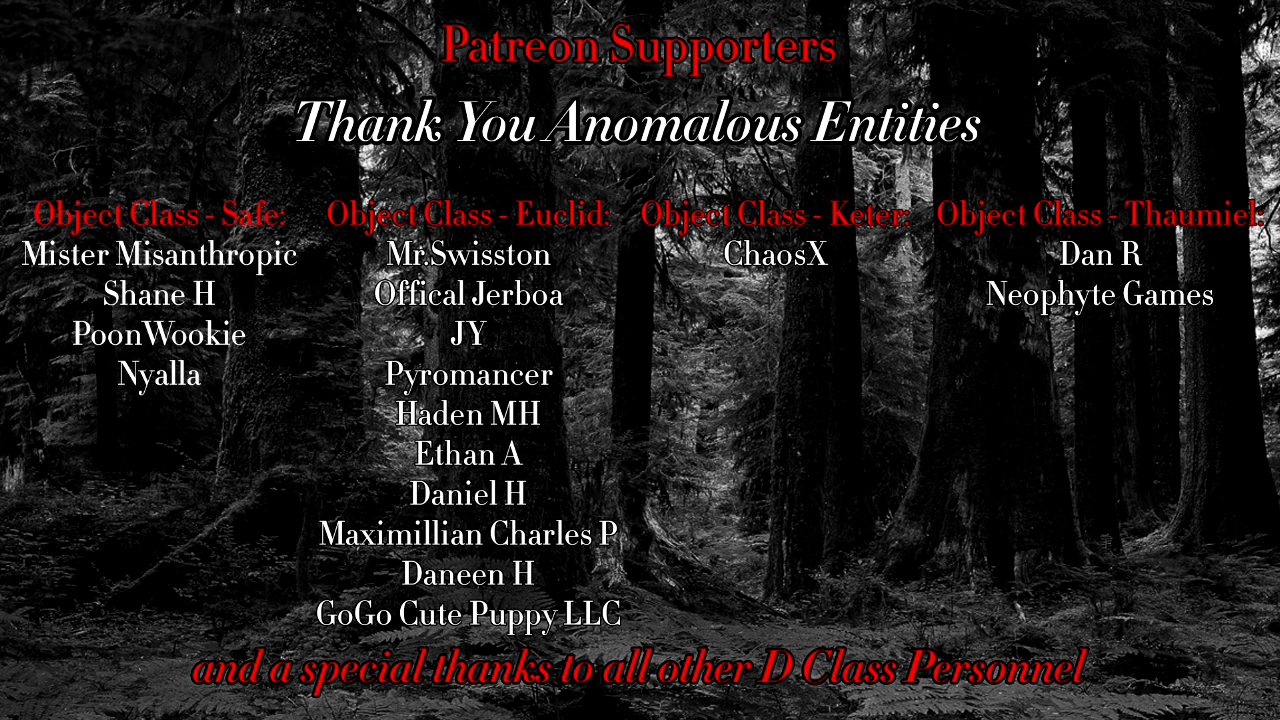 Patreon Supporters
Thank You Anomalous Entities
Object Class - Safe:
Mister Misanthropic
Shane H
PoonWookie
Nyalla
Object Class - Euclid:
Mr.Swisston
Offical Jerboa
JY
Pyromancer
Haden MH
Ethan A
Daniel H
Maximillian Charles P
Daneen H
GoGo Cute Puppy LLC
Object Class - Keter:
ChaosX
Object Class - Thaumiel:
Dan R
Neophyte Games
and a special thanks to all other D Class Personnel